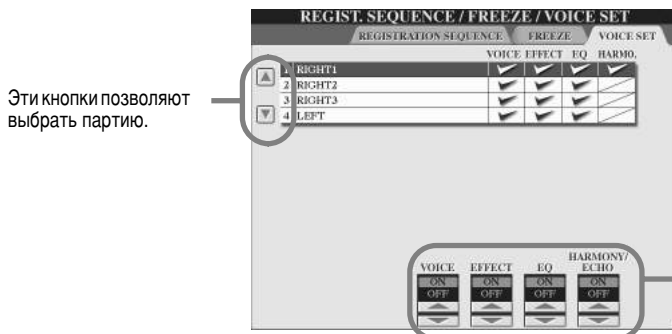 REGIST. SEQUENCE / FREEZE / VOICE SET
REGISTRATION SEQUENCE FREEZE VOICE SET
VOICE EFFECT EQ HARMO.
1 RIGHT1
2 RIGHT2
3 RIGHT3
4 LEFT
Эти кнопки позволяют
выбрать партию.
VOICE EFFECT EQ HARMONY/
ECHO
ON ON ON ON
OFF OFF OFF OFF